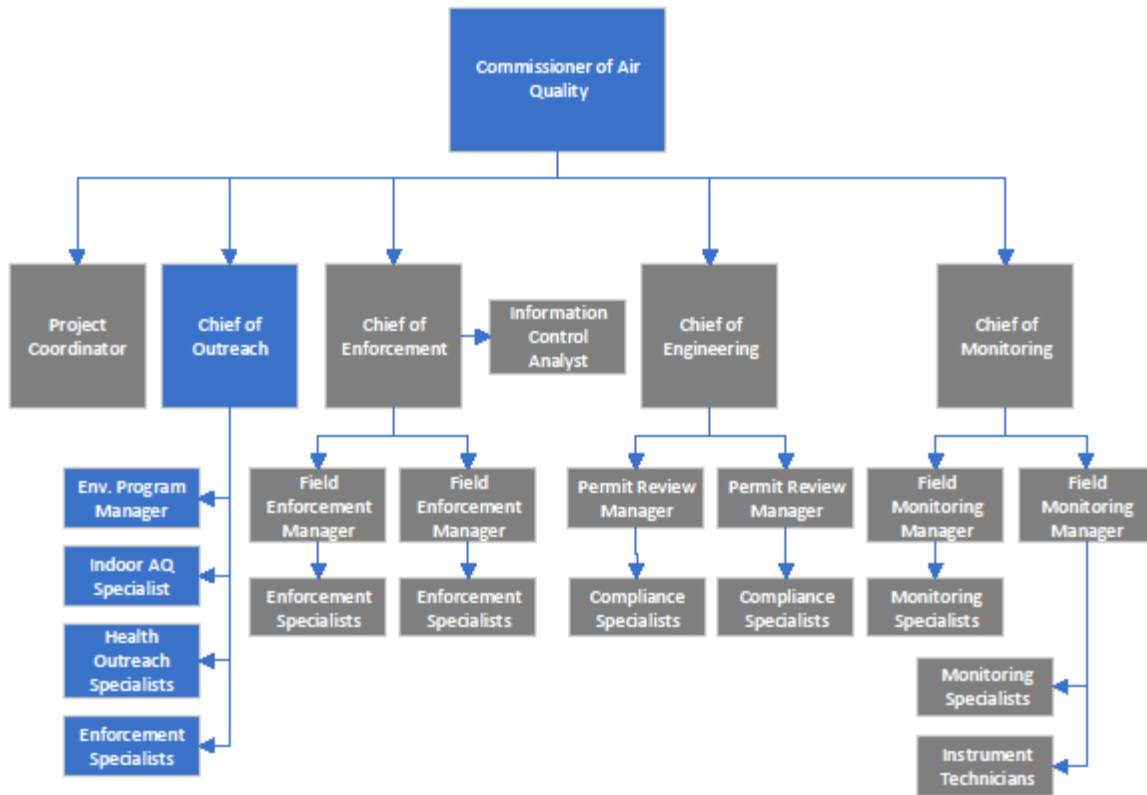 Commissioner of Air
Quality
Project
Coordinator
Chief of
Outreach
Chief of
Enforcement
Information
Control
Analyst
Chief of
Engineering
Chief of
Monitoring
Env. Program
Manager
Indoor AQ
Specialist
Health
Outreach
Specialists
Enforcement
Specialists
Field
Enforcement
Manager
Field
Enforcement
Manager
Enforcement
Specialists
Enforcement
Specialists
Permit Review
Manager
Permit Review
Manager
Compliance
Specialists
Compliance
Specialists
Field
Monitoring
Manager
Field
Monitoring
Manager
Monitoring
Specialists
Monitoring
Specialists
Instrument
Technicians